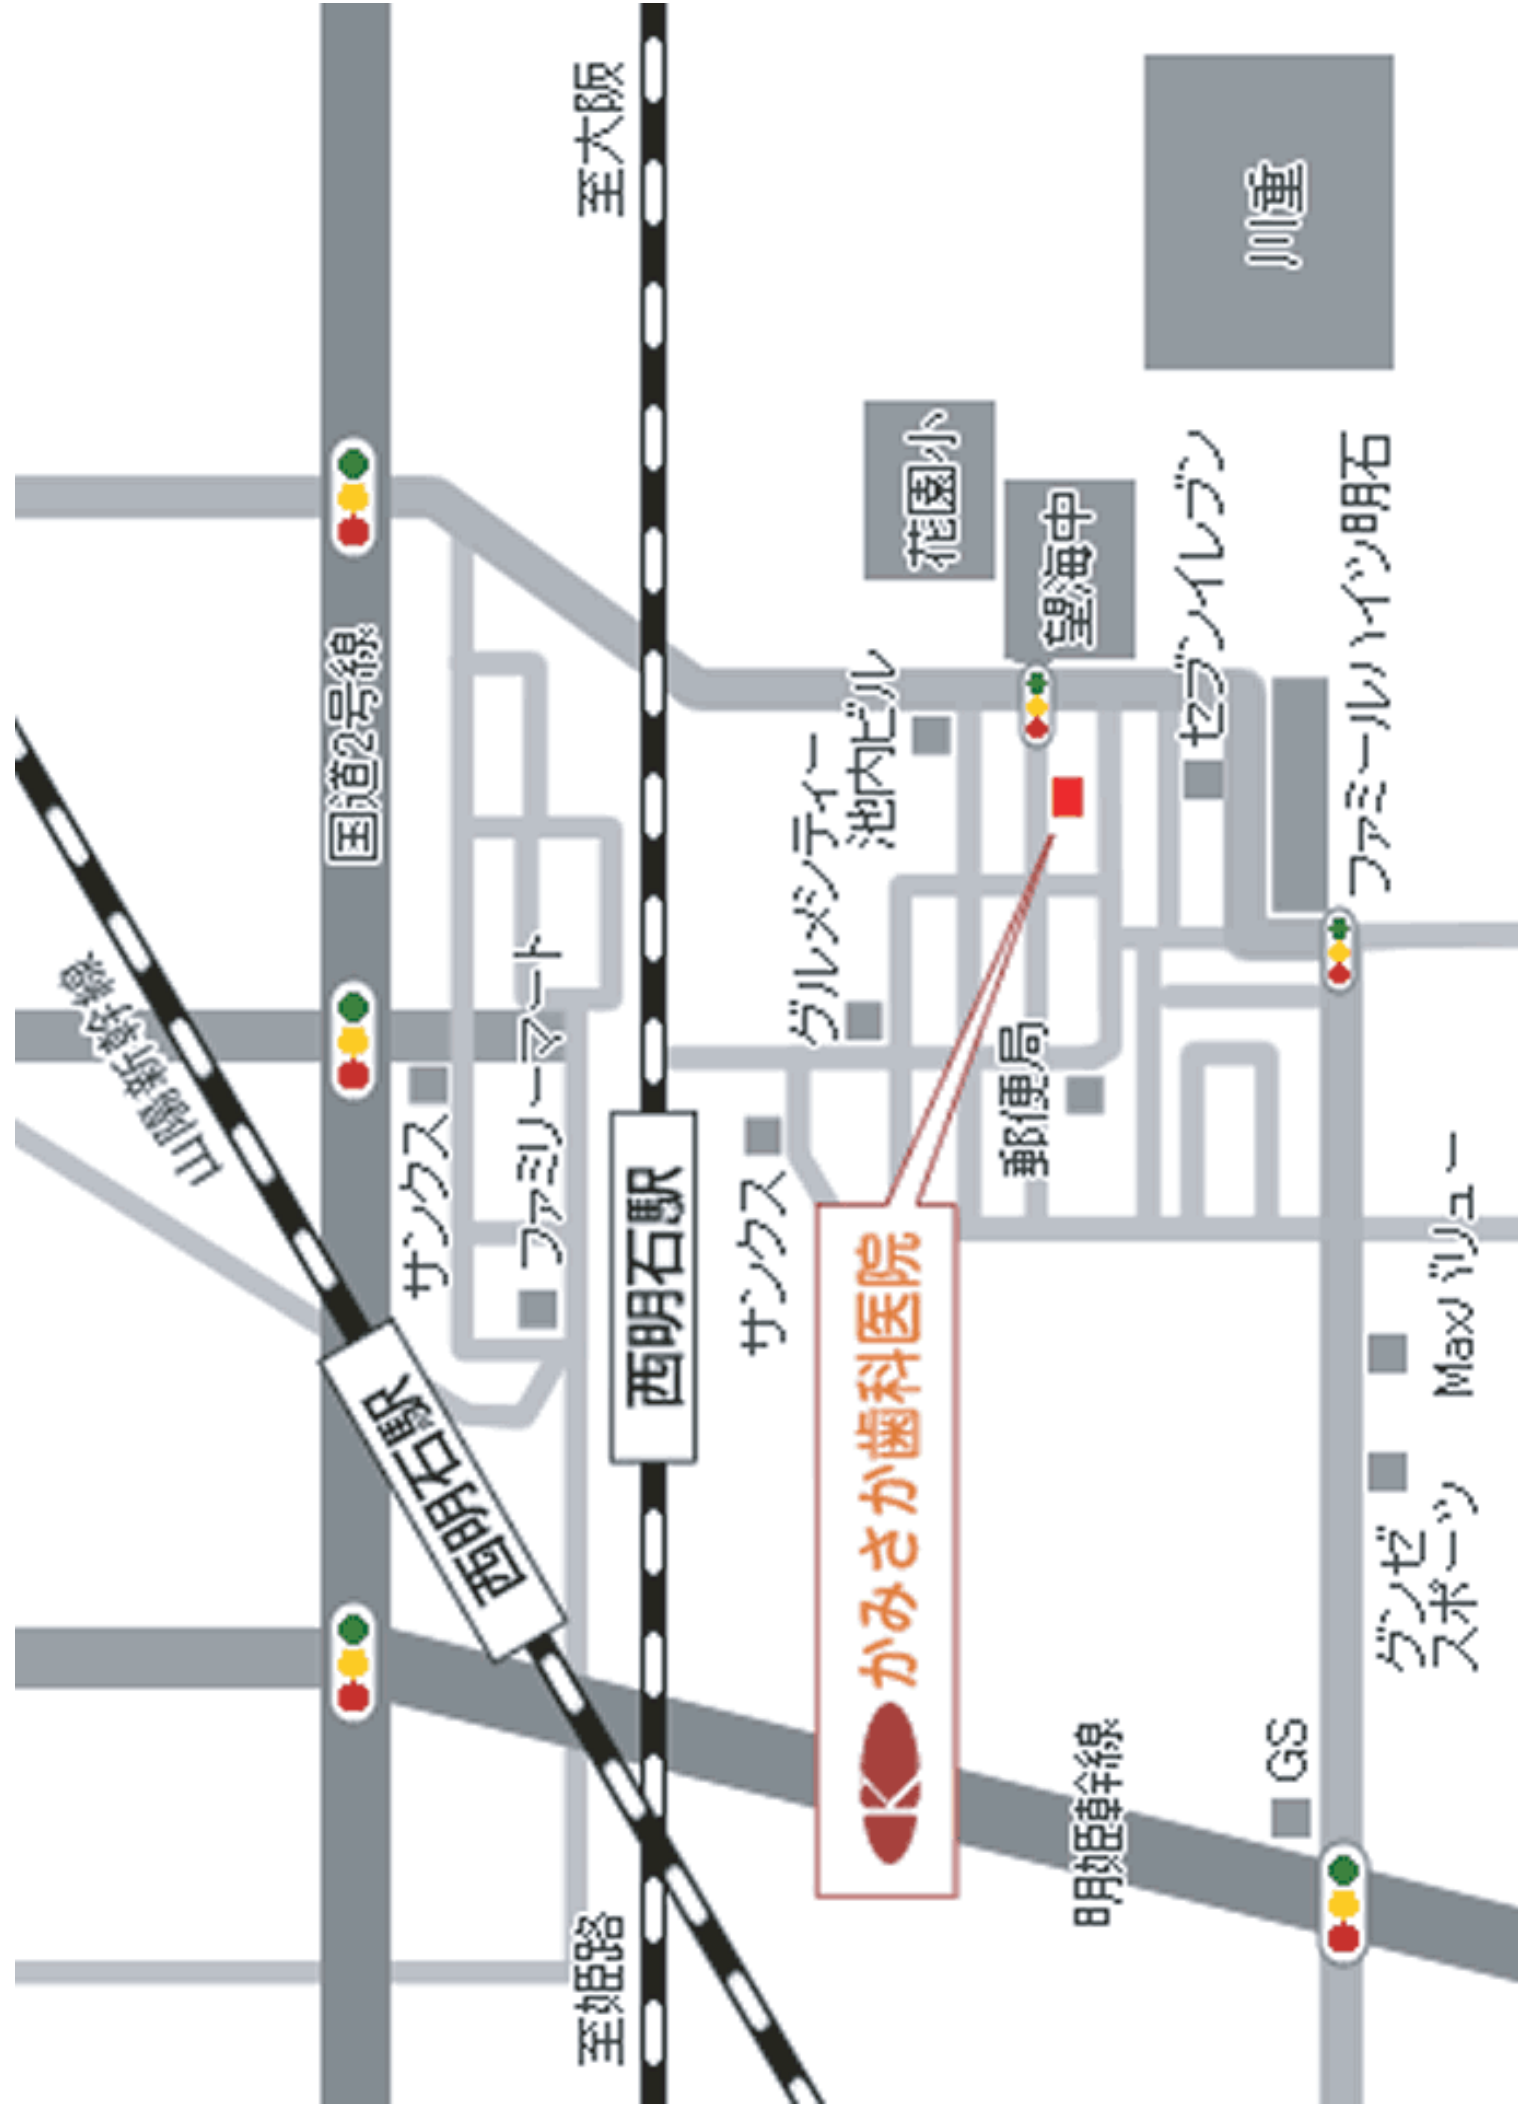 山陽新幹線
国道2号線
サンクス
ファミリーマート
西明石駅
至姫路
至大阪
西明石駅
サンクス
グルメシティー
池内ビル
K かみさか歯科医院
花園小
郵便局
望海中
明姫幹線
セブンイレブン
川重
GS
ファミールハイツ明石
グンゼ
スポーツ
Maxバリュー